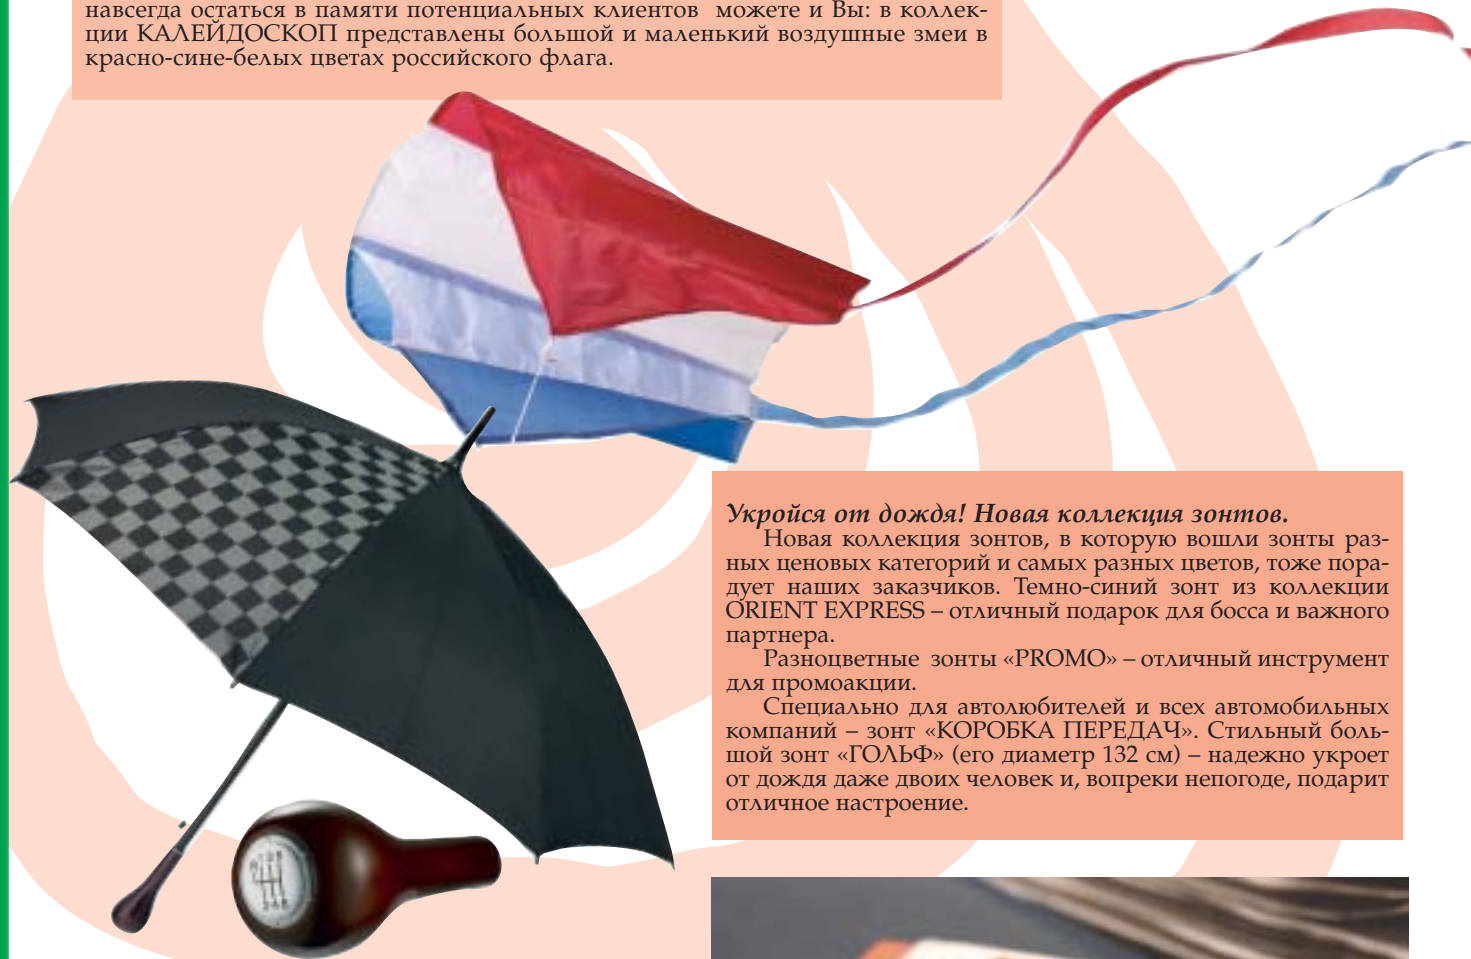 навсегда остаться в памяти потенциальных клиентов  можете и Вы: в коллек-
ции КАЛЕЙДОСКОП представлены большой и маленький воздушные змеи в
красно-сине-белых цветах российского флага.
Укройся от дождя! Новая коллекция зонтов.
Новая коллекция зонтов, в которую вошли зонты раз-
ных ценовых категорий и самых разных цветов, тоже пора-
дует наших заказчиков. Темно-синий зонт из коллекции
ORIENT EXPRESS – отличный подарок для босса и важного
партнера.
Разноцветные  зонты «PROMO» – отличный инструмент
для промоакции.
Специально для автолюбителей и всех автомобильных
компаний – зонт «КОРОБКА ПЕРЕДАЧ». Стильный боль-
шой зонт «ГОЛЬФ» (его диаметр 132 см) – надежно укроет
от дождя даже двоих человек и, вопреки непогоде, подарит
отличное настроение.